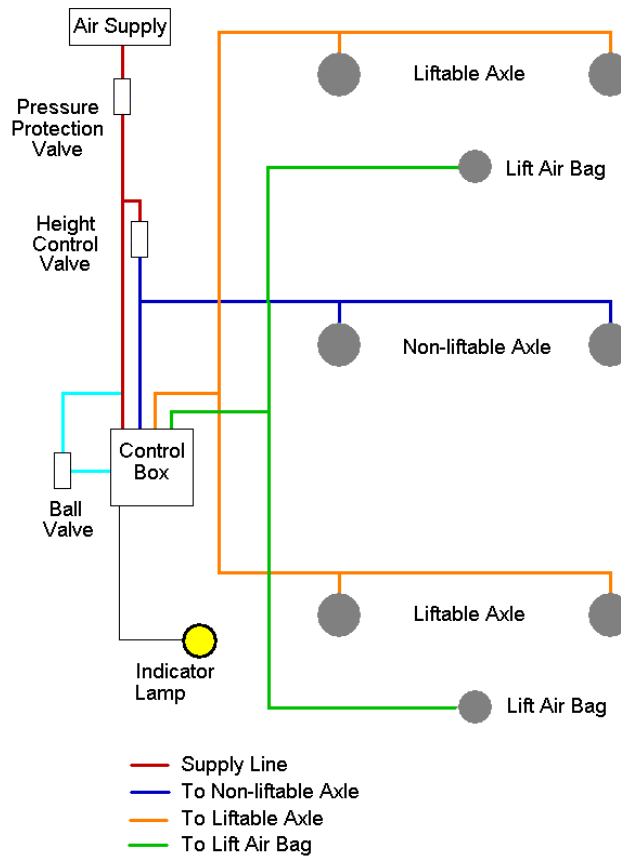 Air Supply
Liftable Axle
Pressure
Protection
Valve
Lift Air Bag
Height
Control
Valve
Non-liftable Axle
Control
Box
Ball
Valve
Liftable Axle
Indicator
Lamp
Lift Air Bag
Supply Line
To Non-liftable Axle
To Liftable Axle
To Lift Air Bag